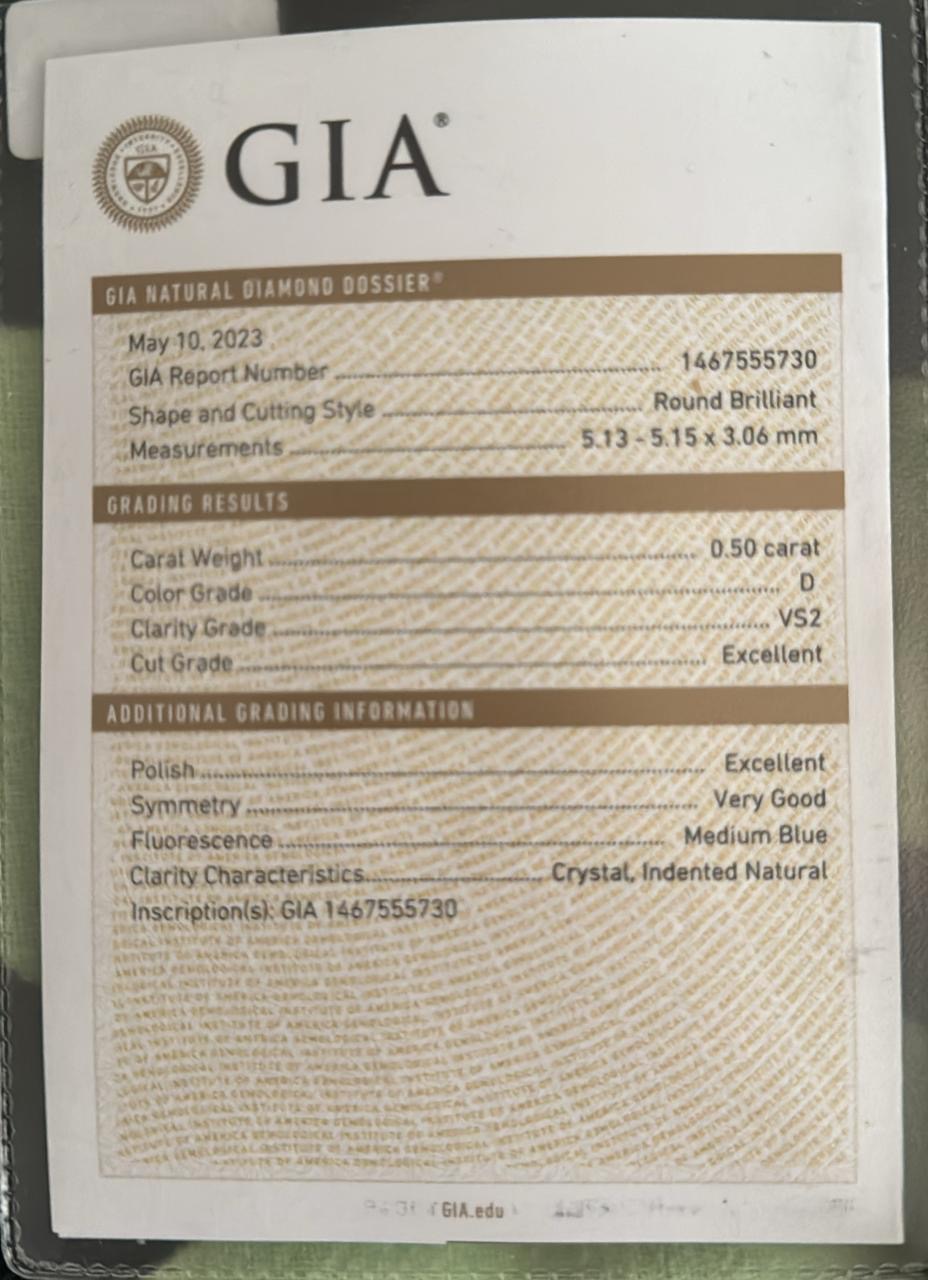 GIA®
GIA NATURAL DIAMOND DOSSIER®
May 10, 2023
GIA Report Number 1467555730
Shape and Cutting Style Round Brilliant
Measurements 5.13 - 5.15 x 3.06 mm
GRADING RESULTS
Carat Weight 0.50 carat
Color Grade D
Clarity Grade VS2
Cut Grade Excellent
ADDITIONAL GRADING INFORMATION
Polish Excellent
Symmetry Very Good
Fluorescence Medium Blue
Clarity Characteristics Crystal, Indented Natural
Inscription(s): GIA 1467555730
GIA.edu